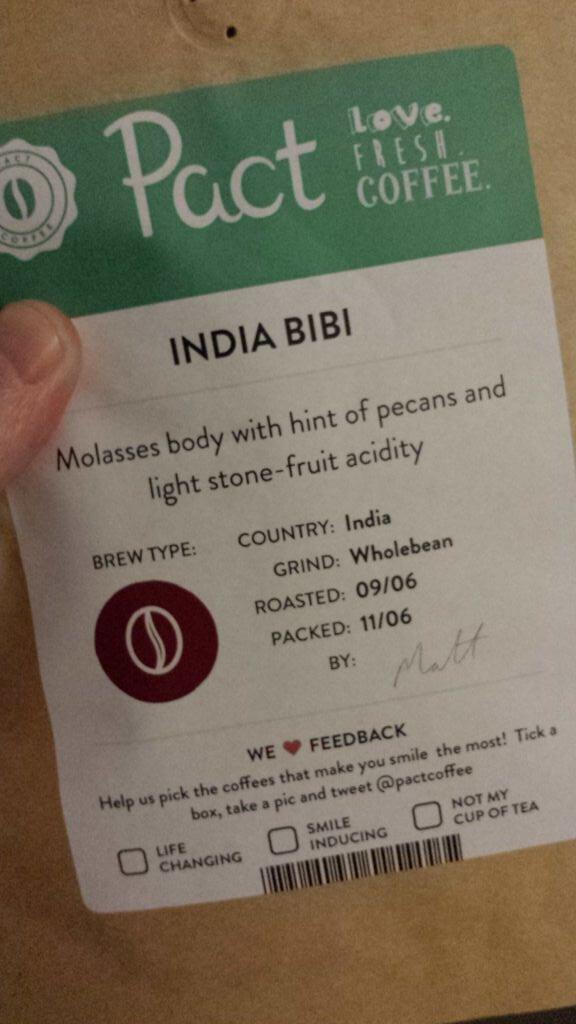 PACT
COFFEE
Pact
Love.
FRESH.
COFFEE.
INDIA BIBI
Molasses body with hint of pecans and
light stone-fruit acidity
BREW TYPE:
COUNTRY: India
GRIND: Wholebean
ROASTED: 09/06
PACKED: 11/06
BY: Matt
WE ❤ FEEDBACK
Help us pick the coffees that make you smile the most! Tick a
box, take a pic and tweet @pactcoffee
LIFE
CHANGING
SMILE
INDUCING
NOT MY
CUP OF TEA